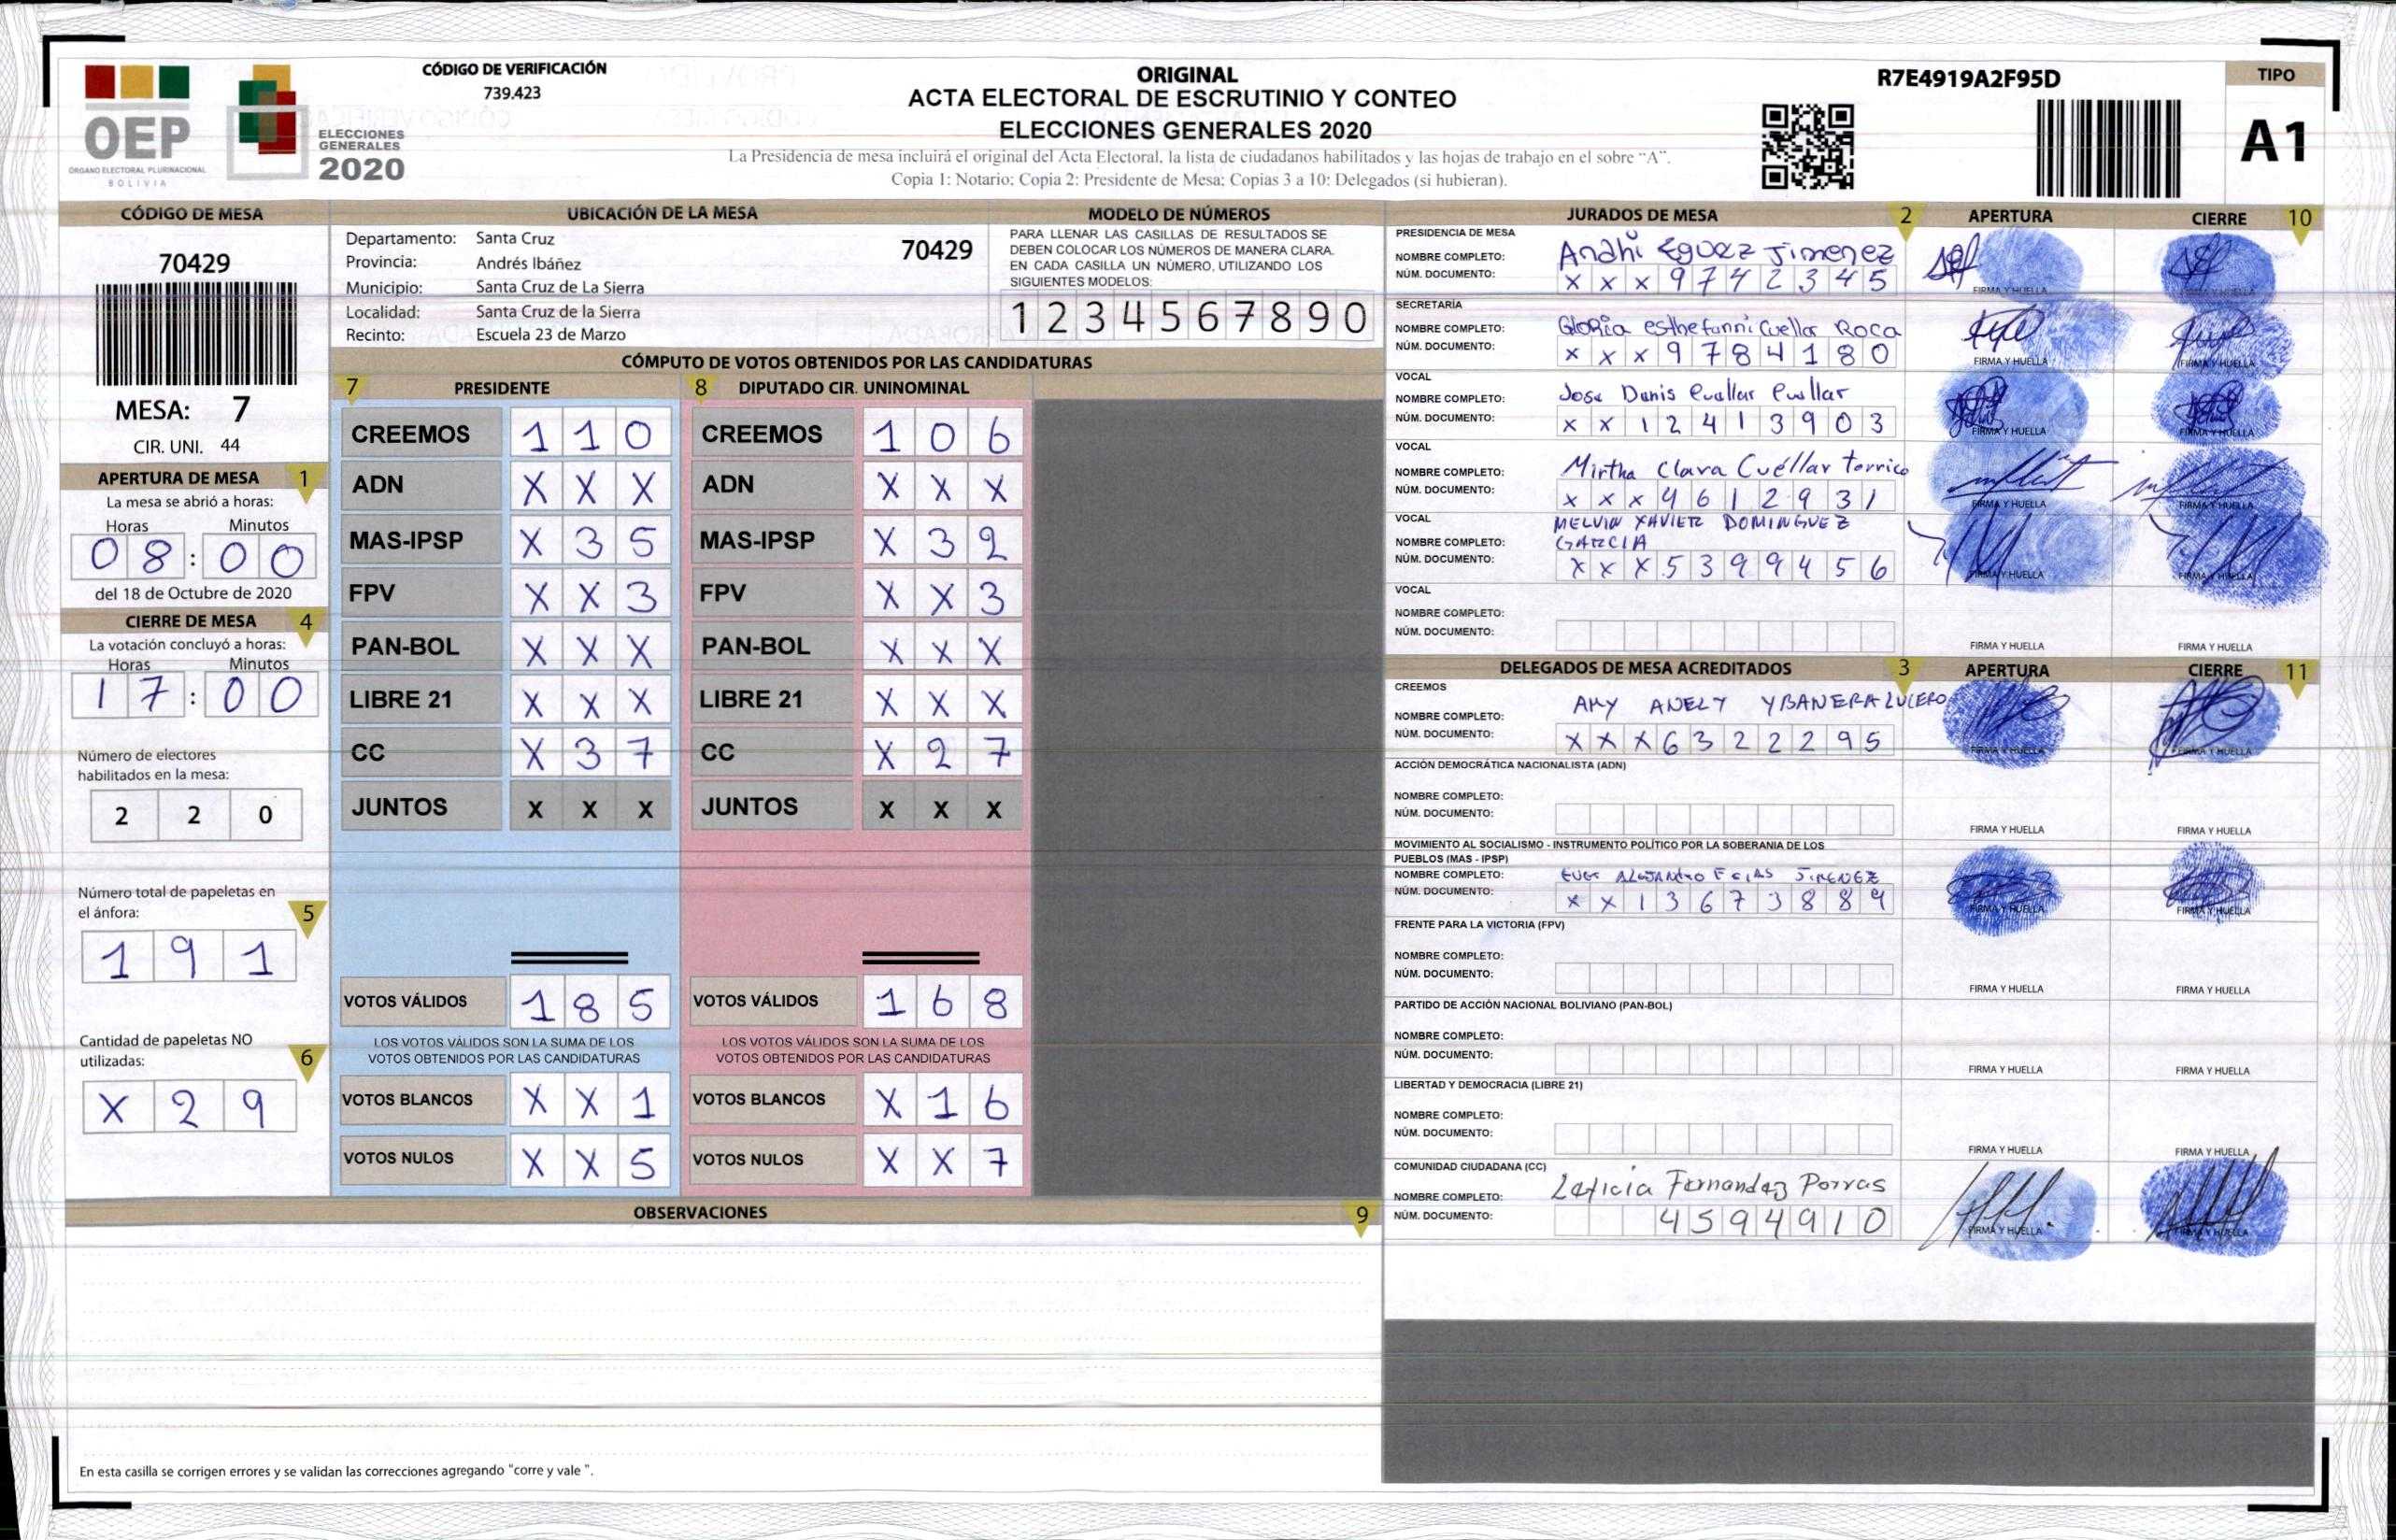 CÓDIGO DE VERIFICACIÓN
739.423
OEP
ÓRGANO ELECTORAL PLURINACIONAL
BOLIVIA
ELECCIONES
GENERALES
2020
ORIGINAL
ACTA ELECTORAL DE ESCRUTINIO Y CONTEO
ELECCIONES GENERALES 2020
La Presidencia de mesa incluirá el original del Acta Electoral, la lista de ciudadanos habilitados y las hojas de trabajo en el sobre "A".
Copia 1: Notario; Copia 2: Presidente de Mesa; Copias 3 a 10: Delegados (si hubieran).
R7E4919A2F95D
TIPO
A1
CÓDIGO DE MESA
70429
MESA: 7
CIR. UNI. 44
APERTURA DE MESA 1
La mesa se abrió a horas:
Horas Minutos
08:00
del 18 de Octubre de 2020
CIERRE DE MESA 4
La votación concluyó a horas:
Horas Minutos
17:00
Número de electores
habilitados en la mesa:
2 2 0
Número total de papeletas en
el ánfora: 5
1 9 1
Cantidad de papeletas NO
utilizadas: 6
X 2 9
UBICACIÓN DE LA MESA
Departamento: Santa Cruz
70429
Provincia: Andrés Ibáñez
Municipio: Santa Cruz de La Sierra
Localidad: Santa Cruz de la Sierra
Recinto: Escuela 23 de Marzo
MODELO DE NÚMEROS
PARA LLENAR LAS CASILLAS DE RESULTADOS SE
DEBEN COLOCAR LOS NÚMEROS DE MANERA CLARA.
EN CADA CASILLA UN NÚMERO, UTILIZANDO LOS
SIGUIENTES MODELOS:
1 2 3 4 5 6 7 8 9 0
CÓMPUTO DE VOTOS OBTENIDOS POR LAS CANDIDATURAS
7 PRESIDENTE
CREEMOS 1 1 0
ADN X X X
MAS-IPSP X 3 5
FPV X X 3
PAN-BOL X X X
LIBRE 21 X X X
CC X 3 7
JUNTOS X X X
VOTOS VÁLIDOS 1 8 5
LOS VOTOS VÁLIDOS SON LA SUMA DE LOS
VOTOS OBTENIDOS POR LAS CANDIDATURAS
VOTOS BLANCOS X X 1
VOTOS NULOS X X 5
8 DIPUTADO CIR. UNINOMINAL
CREEMOS 1 0 6
ADN X X X
MAS-IPSP X 3 2
FPV X X 3
PAN-BOL X X X
LIBRE 21 X X X
CC X 2 7
JUNTOS X X X
VOTOS VÁLIDOS 1 6 8
LOS VOTOS VÁLIDOS SON LA SUMA DE LOS
VOTOS OBTENIDOS POR LAS CANDIDATURAS
VOTOS BLANCOS X 1 6
VOTOS NULOS X X 7
OBSERVACIONES 9
En esta casilla se corrigen errores y se validan las correcciones agregando "corre y vale ".
JURADOS DE MESA 2 APERTURA CIERRE 10
PRESIDENCIA DE MESA
NOMBRE COMPLETO: Anahi Eguez Jimenez
NÚM. DOCUMENTO: X X X 9 7 4 2 3 4 5
FIRMA Y HUELLA FIRMA Y HUELLA
SECRETARÍA
NOMBRE COMPLETO: Gloria esthefanni Cuellar Roca
NÚM. DOCUMENTO: X X X 9 7 8 4 1 8 0
FIRMA Y HUELLA FIRMA Y HUELLA
VOCAL
NOMBRE COMPLETO: Jose Danis Cuellar Cuellar
NÚM. DOCUMENTO: X X 1 2 4 1 3 9 0 3
FIRMA Y HUELLA FIRMA Y HUELLA
VOCAL
NOMBRE COMPLETO: Mirtha Clara Cuéllar torrico
NÚM. DOCUMENTO: X X X 4 6 1 2 9 3 1
FIRMA Y HUELLA FIRMA Y HUELLA
VOCAL
NOMBRE COMPLETO: MELVIN XAVIER DOMINGUEZ
GARCIA
NÚM. DOCUMENTO: X X X 5 3 9 9 4 5 6
FIRMA Y HUELLA FIRMA Y HUELLA
VOCAL
NOMBRE COMPLETO:
NÚM. DOCUMENTO:
FIRMA Y HUELLA FIRMA Y HUELLA
DELEGADOS DE MESA ACREDITADOS 3 APERTURA CIERRE 11
CREEMOS
NOMBRE COMPLETO: AMY ANELY YBANERA LUCERO
NÚM. DOCUMENTO: X X X 6 3 2 2 2 9 5
FIRMA Y HUELLA FIRMA Y HUELLA
ACCIÓN DEMOCRÁTICA NACIONALISTA (ADN)
NOMBRE COMPLETO:
NÚM. DOCUMENTO:
FIRMA Y HUELLA FIRMA Y HUELLA
MOVIMIENTO AL SOCIALISMO - INSTRUMENTO POLÍTICO POR LA SOBERANIA DE LOS
PUEBLOS (MAS - IPSP)
NOMBRE COMPLETO: ALEJANDRO JIMENEZ
NÚM. DOCUMENTO: X X 1 3 6 7 3 8 8 9
FIRMA Y HUELLA FIRMA Y HUELLA
FRENTE PARA LA VICTORIA (FPV)
NOMBRE COMPLETO:
NÚM. DOCUMENTO:
FIRMA Y HUELLA FIRMA Y HUELLA
PARTIDO DE ACCIÓN NACIONAL BOLIVIANO (PAN-BOL)
NOMBRE COMPLETO:
NÚM. DOCUMENTO:
FIRMA Y HUELLA FIRMA Y HUELLA
LIBERTAD Y DEMOCRACIA (LIBRE 21)
NOMBRE COMPLETO:
NÚM. DOCUMENTO:
FIRMA Y HUELLA FIRMA Y HUELLA
COMUNIDAD CIUDADANA (CC)
NOMBRE COMPLETO: Leticia Fernandez Porras
NÚM. DOCUMENTO: 4 5 9 4 9 1 0
FIRMA Y HUELLA FIRMA Y HUELLA